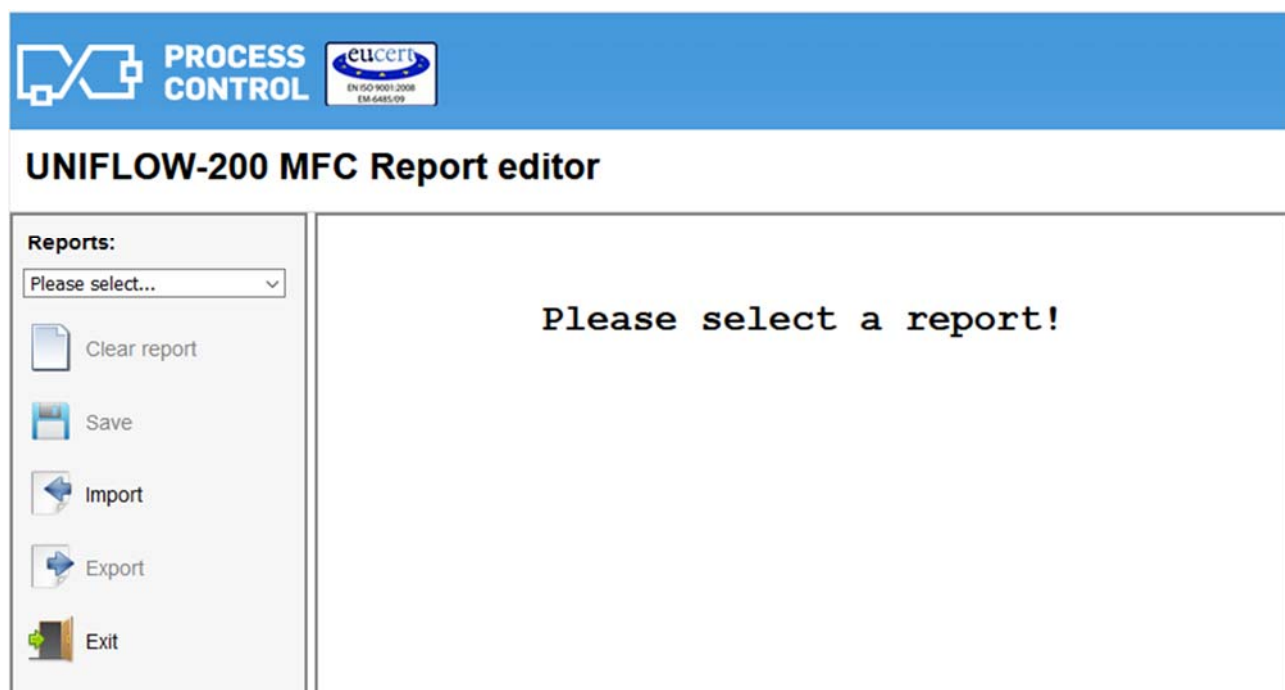 PROCESS
CONTROL
eucert
EN ISO 9001:2008
EM-6485/09
UNIFLOW-200 MFC Report editor
Reports:
Please select...
Clear report
Save
Import
Export
Exit
Please select a report!